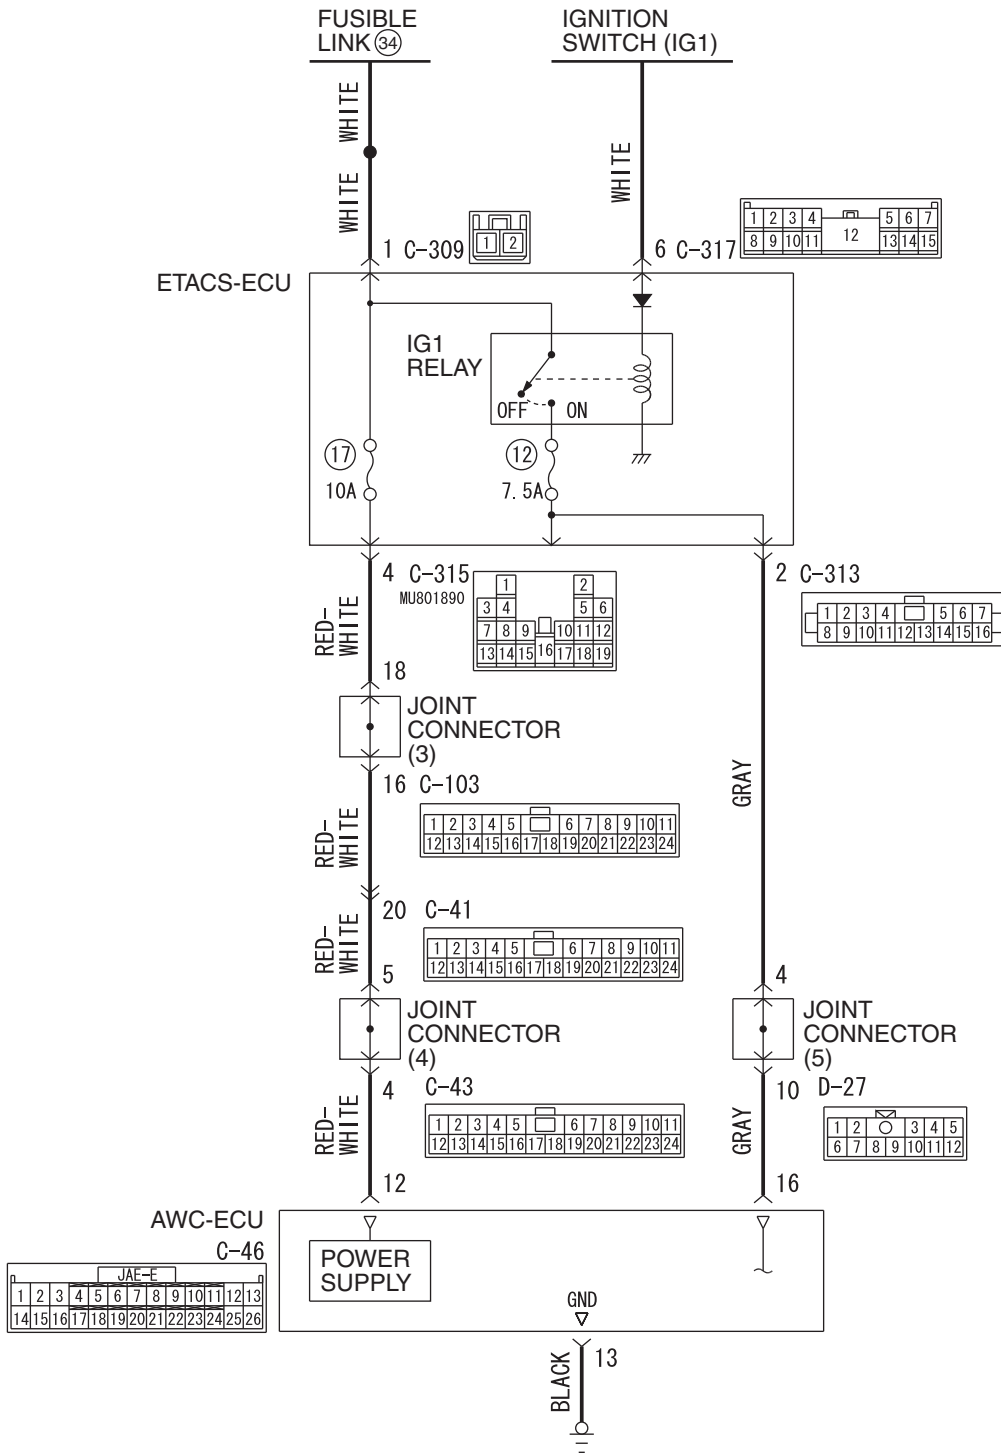 FUSIBLE
LINK 34
IGNITION
SWITCH (IG1)
WHITE
WHITE
WHITE
1 C-309
1 2
6 C-317
1 2 3 4 5 6 7
8 9 10 11 12 13 14 15
ETACS-ECU
IG1
RELAY
OFF ON
17
10A
12
7.5A
4 C-315
MU801890
1 2
3 4 5 6
7 8 9 10 11 12
13 14 15 16 17 18 19
2 C-313
1 2 3 4 5 6 7
8 9 10 11 12 13 14 15 16
RED-
WHITE
18
JOINT
CONNECTOR
(3)
16 C-103
1 2 3 4 5 6 7 8 9 10 11
12 13 14 15 16 17 18 19 20 21 22 23 24
GRAY
RED-
WHITE
20 C-41
1 2 3 4 5 6 7 8 9 10 11
12 13 14 15 16 17 18 19 20 21 22 23 24
RED-
WHITE
5
JOINT
CONNECTOR
(4)
4
JOINT
CONNECTOR
(5)
4 C-43
1 2 3 4 5 6 7 8 9 10 11
12 13 14 15 16 17 18 19 20 21 22 23 24
10 D-27
1 2 3 4 5
6 7 8 9 10 11 12
RED-
WHITE
GRAY
12
16
AWC-ECU
C-46
JAE-E
1 2 3 4 5 6 7 8 9 10 11 12 13
14 15 16 17 18 19 20 21 22 23 24 25 26
POWER
SUPPLY
GND
13
BLACK